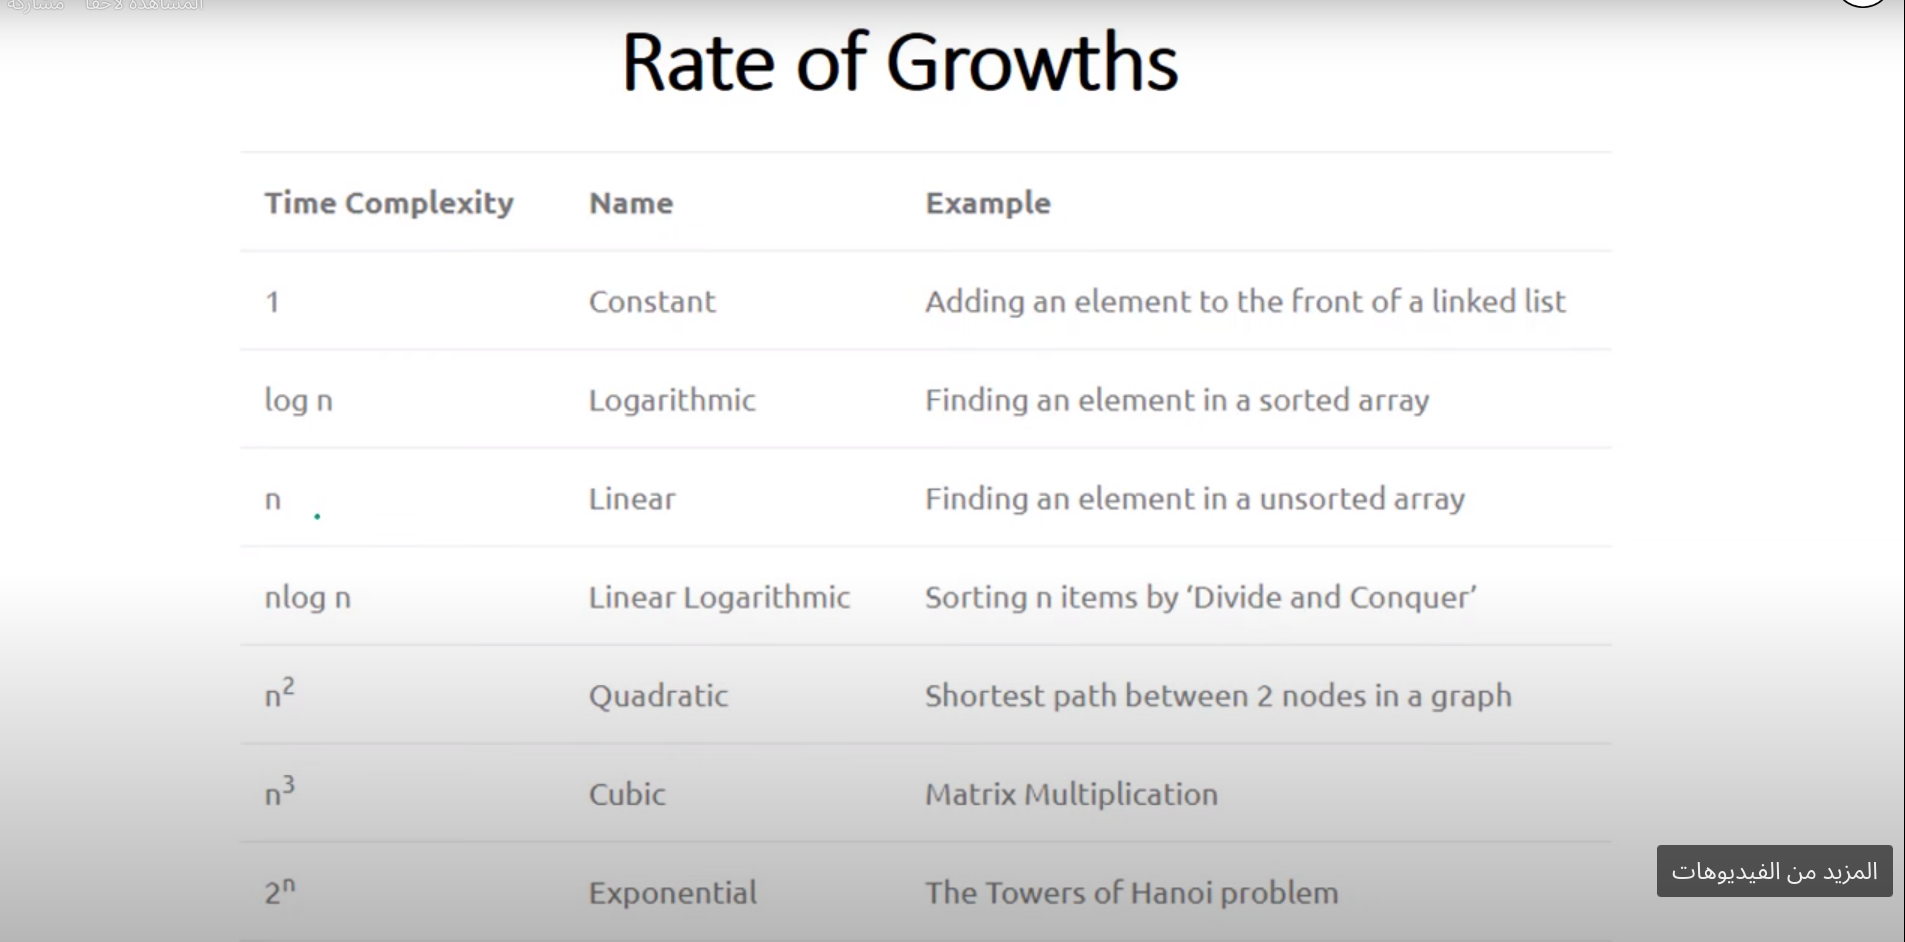 المشاهدة لاحقًا مشاركة
Rate of Growths
Time Complexity Name Example
1 Constant Adding an element to the front of a linked list
log n Logarithmic Finding an element in a sorted array
n Linear Finding an element in a unsorted array
nlog n Linear Logarithmic Sorting n items by ‘Divide and Conquer’
n² Quadratic Shortest path between 2 nodes in a graph
n³ Cubic Matrix Multiplication
2ⁿ Exponential The Towers of Hanoi problem
المزيد من الفيديوهات